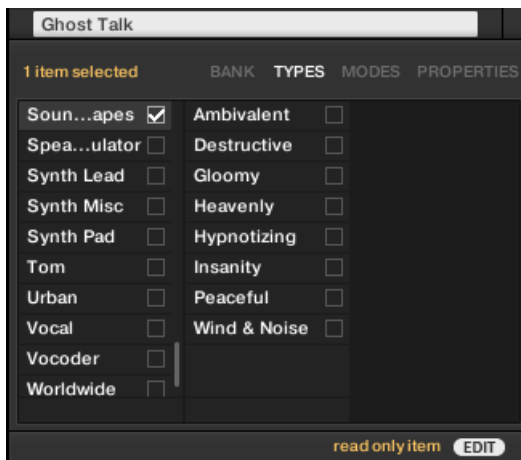 Ghost Talk
1 item selected BANK TYPES MODES PROPERTIES
Soun...apes Ambivalent
Spea...ulator Destructive
Synth Lead Gloomy
Synth Misc Heavenly
Synth Pad Hypnotizing
Tom Insanity
Urban Peaceful
Vocal Wind & Noise
Vocoder
Worldwide
read only item EDIT